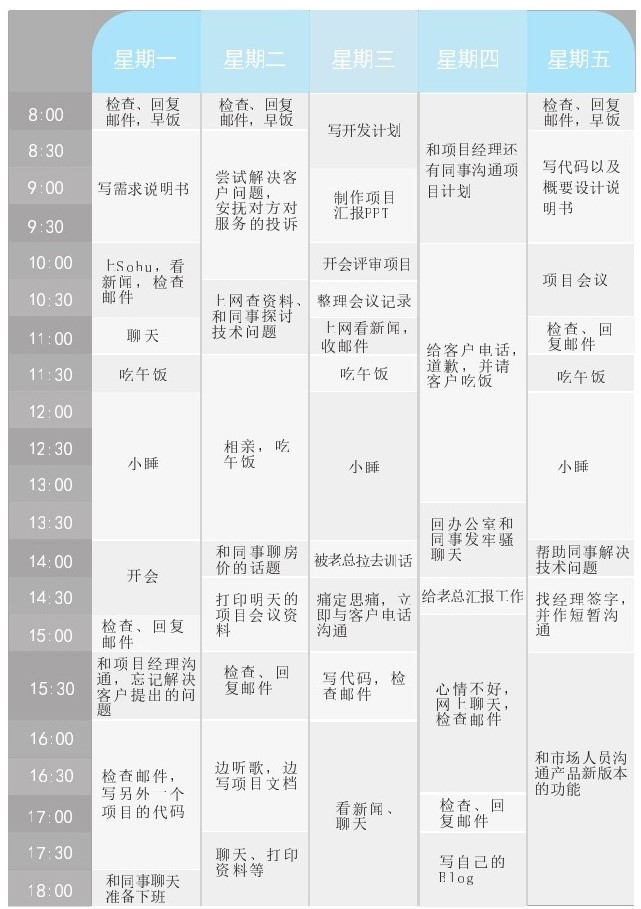 星期一 星期二 星期三 星期四 星期五
8:00
8:30
9:00
9:30
10:00
10:30
11:00
11:30
12:00
12:30
13:00
13:30
14:00
14:30
15:00
15:30
16:00
16:30
17:00
17:30
18:00
检查、回复
邮件，早饭
写需求说明书
上Sohu，看
新闻，检查
邮件
聊天
吃午饭
小睡
开会
检查、回复
邮件
和项目经理沟
通，忘记解决
客户提出的问
题
检查邮件，
写另外一个
项目的代码
和同事聊天
准备下班
检查、回复
邮件，早饭
尝试解决客
户问题，
安抚对方对
服务的投诉
上网查资料、
和同事探讨
技术问题
相亲，吃
午饭
和同事聊房
价的话题
打印明天的
项目会议资
料
检查、回
复邮件
边听歌，边
写项目文档
聊天、打印
资料等
写开发计划
制作项目
汇报PPT
开会评审项目
整理会议记录
上网看新闻，
收邮件
吃午饭
小睡
被老总拉去训话
痛定思痛，立
即与客户电话
沟通
写代码，检
查邮件
看新闻、
聊天
和项目经理还
有同事沟通项
目计划
给客户电话，
道歉，并请
客户吃饭
回办公室和
同事发牢骚
聊天
给老总汇报工作
心情不好，
网上聊天，
检查邮件
检查、回
复邮件
写自己的
Blog
检查、回复
邮件，早饭
写代码以及
概要设计说
明书
项目会议
检查、回
复邮件
吃午饭
小睡
帮助同事解决
技术问题
找经理签字，
并作短暂沟
通
和市场人员沟
通产品新版本
的功能